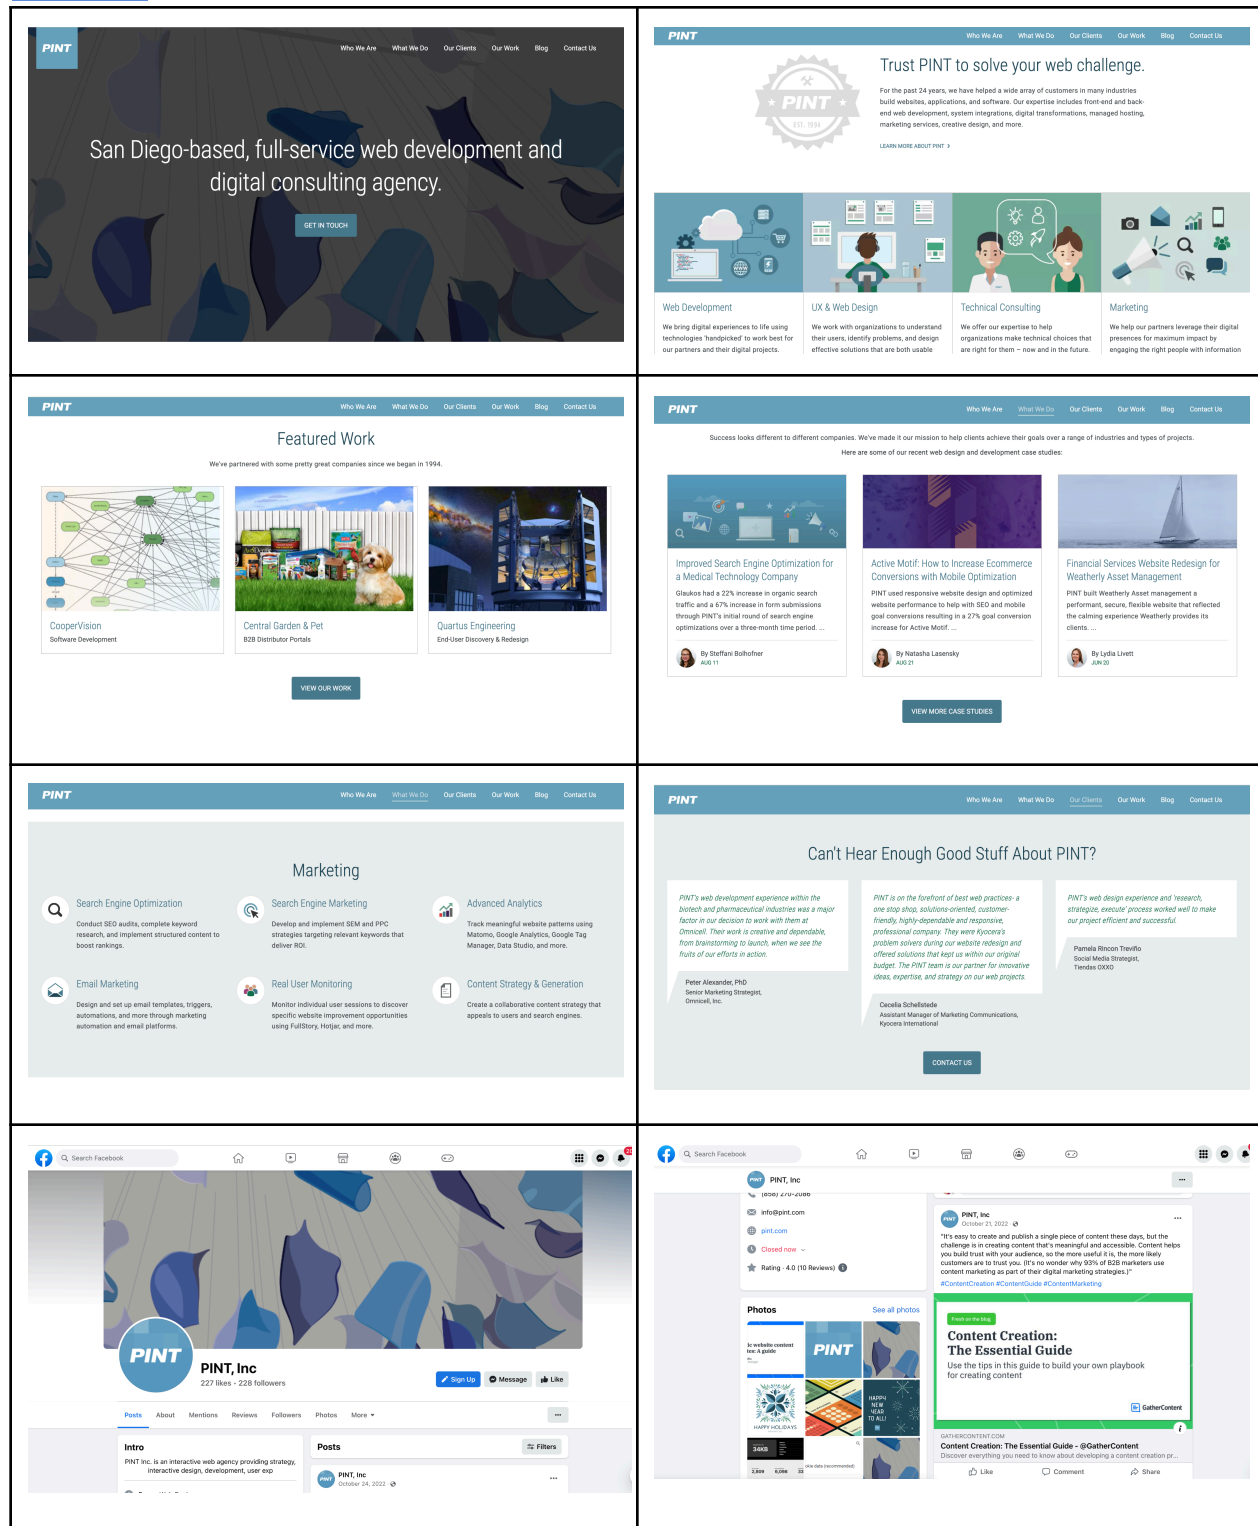 PINT
Who We Are What We Do Our Clients Our Work Blog Contact Us
San Diego-based, full-service web development and
digital consulting agency.
GET IN TOUCH
PINT
Who We Are What We Do Our Clients Our Work Blog Contact Us
PINT
EST. 1994
Trust PINT to solve your web challenge.
For the past 24 years, we have helped a wide array of customers in many industries
build websites, applications, and software. Our expertise includes front-end and back-
end web development, system integrations, digital transformations, managed hosting,
marketing services, creative design, and more.
LEARN MORE ABOUT PINT >
WWW
Web Development
We bring digital experiences to life using
technologies 'handpicked' to work best for
our partners and their digital projects.
UX & Web Design
We work with organizations to understand
their users, identify problems, and design
effective solutions that are both usable
Technical Consulting
We offer our expertise to help
organizations make technical choices that
are right for them – now and in the future.
Marketing
We help our partners leverage their digital
presences for maximum impact by
engaging the right people with information
PINT
Who We Are What We Do Our Clients Our Work Blog Contact Us
Featured Work
We've partnered with some pretty great companies since we began in 1994.
CooperVision
Software Development
Central Garden & Pet
B2B Distributor Portals
Quartus Engineering
End-User Discovery & Redesign
VIEW OUR WORK
PINT
Who We Are What We Do Our Clients Our Work Blog Contact Us
Success looks different to different companies. We've made it our mission to help clients achieve their goals over a range of industries and types of projects.
Here are some of our recent web design and development case studies:
Improved Search Engine Optimization for
a Medical Technology Company
Glaukos had a 22% increase in organic search
traffic and a 67% increase in form submissions
through PINT's initial round of search engine
optimizations over a three-month time period. ...
By Steffani Bolhofner
AUG 11
Active Motif: How to Increase Ecommerce
Conversions with Mobile Optimization
PINT used responsive website design and optimized
website performance to help with SEO and mobile
goal conversions resulting in a 27% goal conversion
increase for Active Motif. ...
By Natasha Lasensky
AUG 21
Financial Services Website Redesign for
Weatherly Asset Management
PINT built Weatherly Asset management a
performant, secure, flexible website that reflected
the calming experience Weatherly provides its
clients. ...
By Lydia Livett
JUN 20
VIEW MORE CASE STUDIES
PINT
Who We Are What We Do Our Clients Our Work Blog Contact Us
Marketing
Search Engine Optimization
Conduct SEO audits, complete keyword
research, and implement structured content to
boost rankings.
Search Engine Marketing
Develop and implement SEM and PPC
strategies targeting relevant keywords that
deliver ROI.
Advanced Analytics
Track meaningful website patterns using
Matomo, Google Analytics, Google Tag
Manager, Data Studio, and more.
Email Marketing
Design and set up email templates, triggers,
automations, and more through marketing
automation and email platforms.
Real User Monitoring
Monitor individual user sessions to discover
specific website improvement opportunities
using FullStory, Hotjar, and more.
Content Strategy & Generation
Create a collaborative content strategy that
appeals to users and search engines.
PINT
Who We Are What We Do Our Clients Our Work Blog Contact Us
Can't Hear Enough Good Stuff About PINT?
PINT's web development experience within the
biotech and pharmaceutical industries was a major
factor in our decision to work with them at
Omnicell. Their work is creative and dependable,
from brainstorming to launch, when we see the
fruits of our efforts in action.
Peter Alexander, PhD
Senior Marketing Strategist,
Omnicell, Inc.
PINT is on the forefront of best web practices- a
one stop shop, solutions-oriented, customer-
friendly, highly-dependable and responsive,
professional company. They were Kyocera's
problem solvers during our website redesign and
offered solutions that kept us within our original
budget. The PINT team is our partner for innovative
ideas, expertise, and strategy on our web projects.
Cecelia Schellstede
Assistant Manager of Marketing Communications,
Kyocera International
PINT's web design experience and 'research,
strategize, execute' process worked well to make
our project efficient and successful.
Pamela Rincon Treviño
Social Media Strategist,
Tiendas OXXO
CONTACT US
Search Facebook
PINT
PINT, Inc
227 likes • 228 followers
Sign Up Message Like
Posts About Mentions Reviews Followers Photos More
Intro
PINT Inc. is an interactive web agency providing strategy,
interactive design, development, user exp
Posts
Filters
PINT, Inc
October 24, 2022
Search Facebook
PINT, Inc
(858) 270-2086
info@pint.com
pint.com
Closed now
Rating · 4.0 (10 Reviews)
Photos
See all photos
ic website content
tes: A guide
PINT
HAPPY HOLIDAYS
HAPPY
NEW
YEAR
TO ALL!
34KB
2,809 6,098 33
okie data (recommended)
PINT, Inc
October 21, 2022
"It's easy to create and publish a single piece of content these days, but the
challenge is in creating content that's meaningful and accessible. Content helps
you build trust with your audience, so the more useful it is, the more likely
customers are to trust you. (It's no wonder why 93% of B2B marketers use
content marketing as part of their digital marketing strategies.)"
#ContentCreation #ContentGuide #ContentMarketing
Fresh on the blog
Content Creation:
The Essential Guide
Use the tips in this guide to build your own playbook
for creating content
GatherContent
GATHERCONTENT.COM
Content Creation: The Essential Guide - @GatherContent
Discover everything you need to know about developing a content creation pr...
Like Comment Share